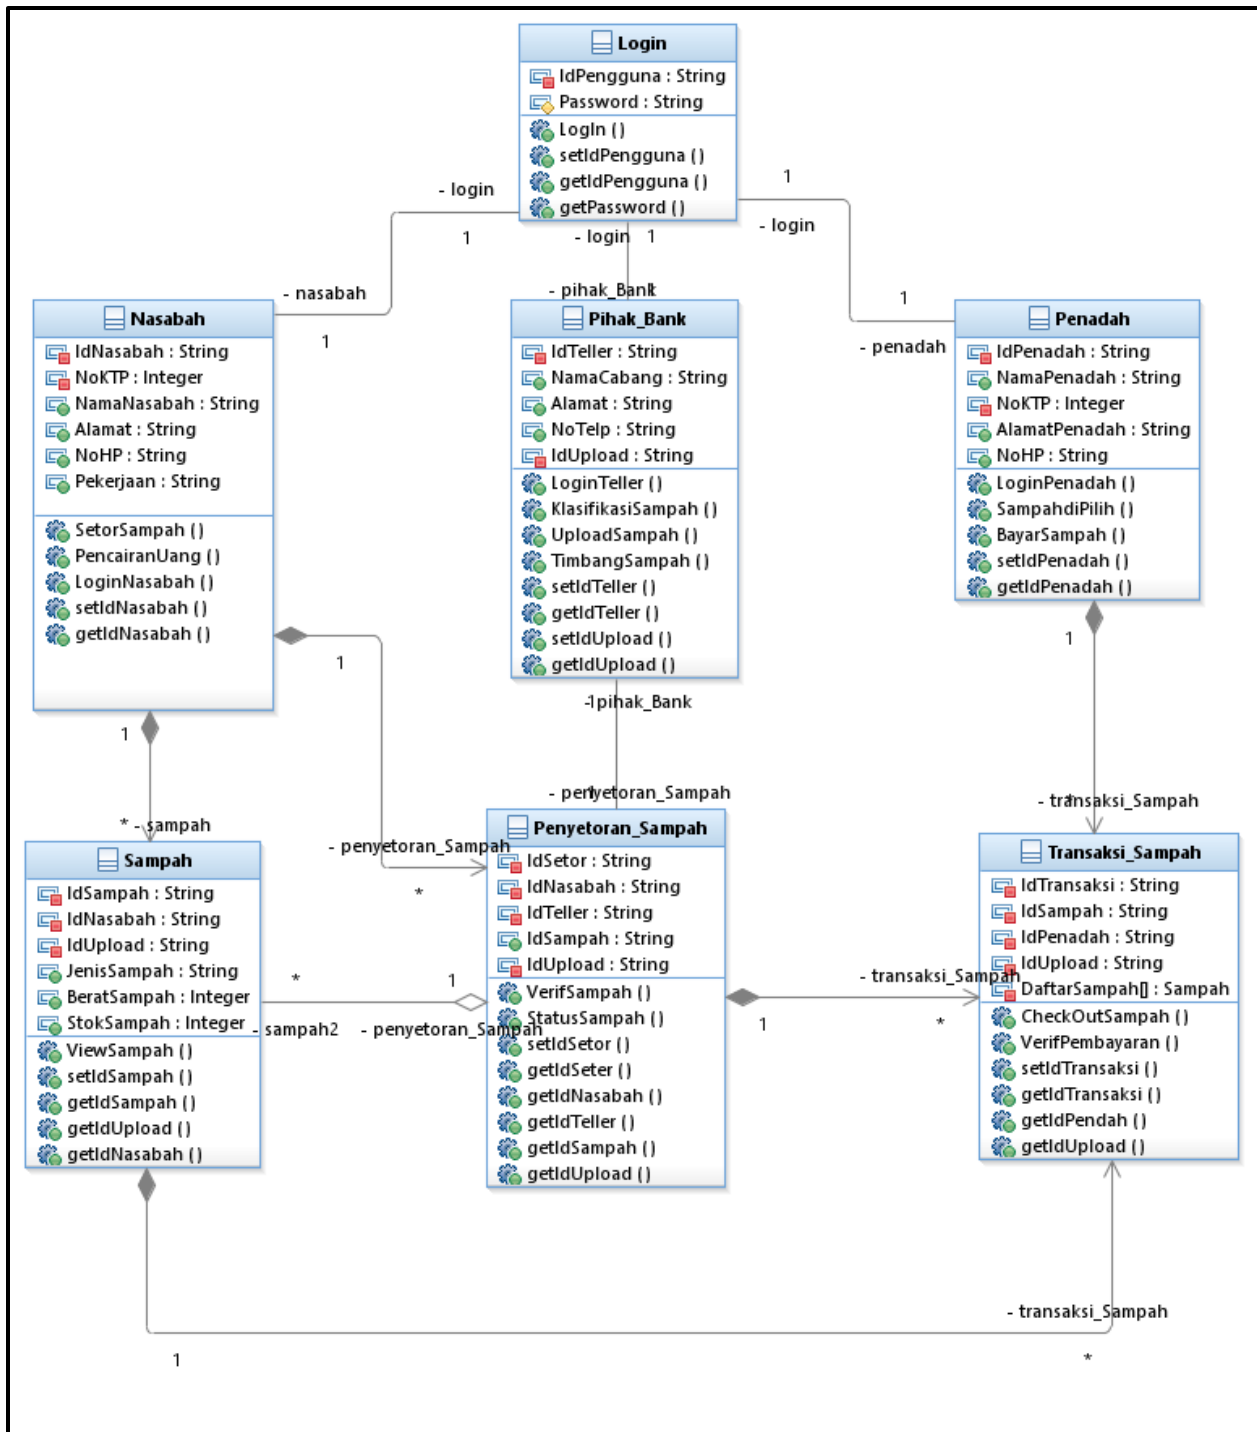 Login
IdPengguna : String
Password : String
LogIn ()
setIdPengguna ()
getIdPengguna ()
getPassword ()
- login
1
- login
1
1
- login
- nasabah
1
- pihak_Bank
1
1
- penadah
Nasabah
IdNasabah : String
NoKTP : Integer
NamaNasabah : String
Alamat : String
NoHP : String
Pekerjaan : String
SetorSampah ()
PencairanUang ()
LoginNasabah ()
setIdNasabah ()
getIdNasabah ()
Pihak_Bank
IdTeller : String
NamaCabang : String
Alamat : String
NoTelp : String
IdUpload : String
LoginTeller ()
KlasifikasiSampah ()
UploadSampah ()
TimbangSampah ()
setIdTeller ()
getIdTeller ()
setIdUpload ()
getIdUpload ()
Penadah
IdPenadah : String
NamaPenadah : String
NoKTP : Integer
AlamatPenadah : String
NoHP : String
LoginPenadah ()
SampahdiPilih ()
BayarSampah ()
setIdPenadah ()
getIdPenadah ()
1
1
1
- pihak_Bank
1
* - sampah
- penyetoran_Sampah
*
- penyetoran_Sampah
1
- transaksi_Sampah
*
Sampah
IdSampah : String
IdNasabah : String
IdUpload : String
JenisSampah : String
BeratSampah : Integer
StokSampah : Integer
ViewSampah ()
setIdSampah ()
getIdSampah ()
getIdUpload ()
getIdNasabah ()
*
1
- sampah2
- penyetoran_Sampah
Penyetoran_Sampah
IdSetor : String
IdNasabah : String
IdTeller : String
IdSampah : String
IdUpload : String
VerifSampah ()
StatusSampah ()
setIdSetor ()
getIdSeter ()
getIdNasabah ()
getIdTeller ()
getIdSampah ()
getIdUpload ()
- transaksi_Sampah
1
*
Transaksi_Sampah
IdTransaksi : String
IdSampah : String
IdPenadah : String
IdUpload : String
DaftarSampah[] : Sampah
CheckOutSampah ()
VerifPembayaran ()
setIdTransaksi ()
getIdTransaksi ()
getIdPendah ()
getIdUpload ()
- transaksi_Sampah
1
*